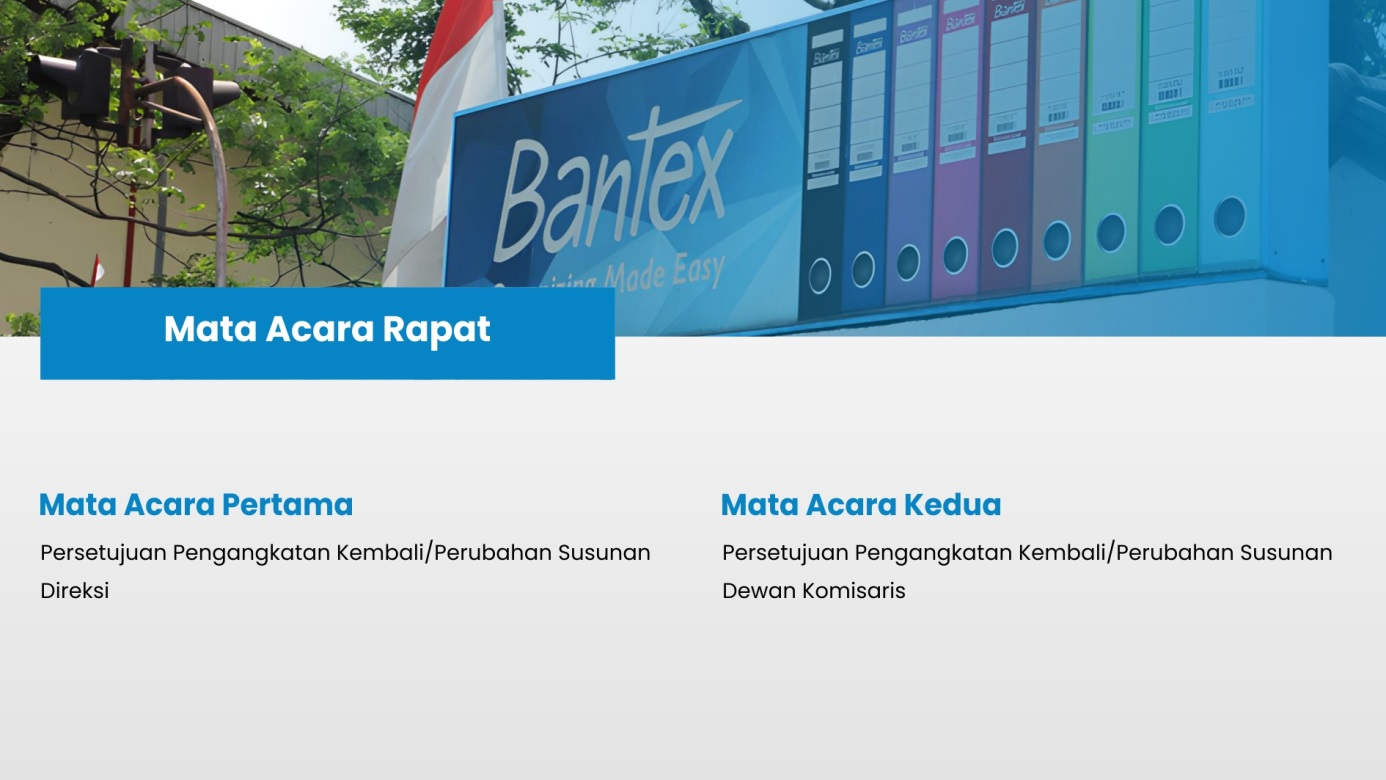 Bantex
Made Easy
Mata Acara Rapat
Mata Acara Pertama
Persetujuan Pengangkatan Kembali/Perubahan Susunan
Direksi
Mata Acara Kedua
Persetujuan Pengangkatan Kembali/Perubahan Susunan
Dewan Komisaris